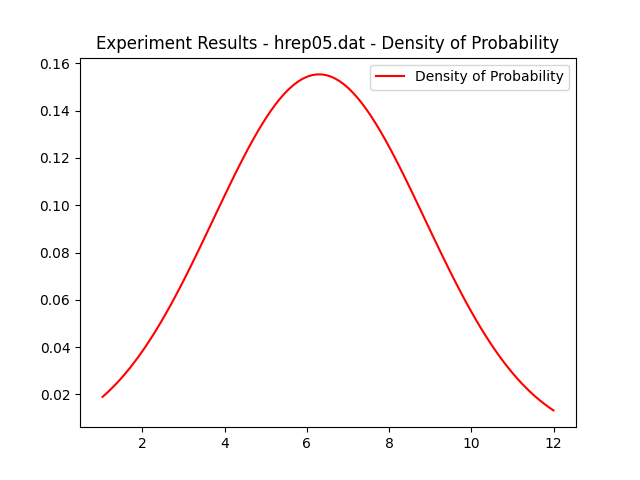 Experiment Results - hrep05.dat - Density of Probability
Density of Probability
0.16
0.14
0.12
0.10
0.08
0.06
0.04
0.02
2 4 6 8 10 12